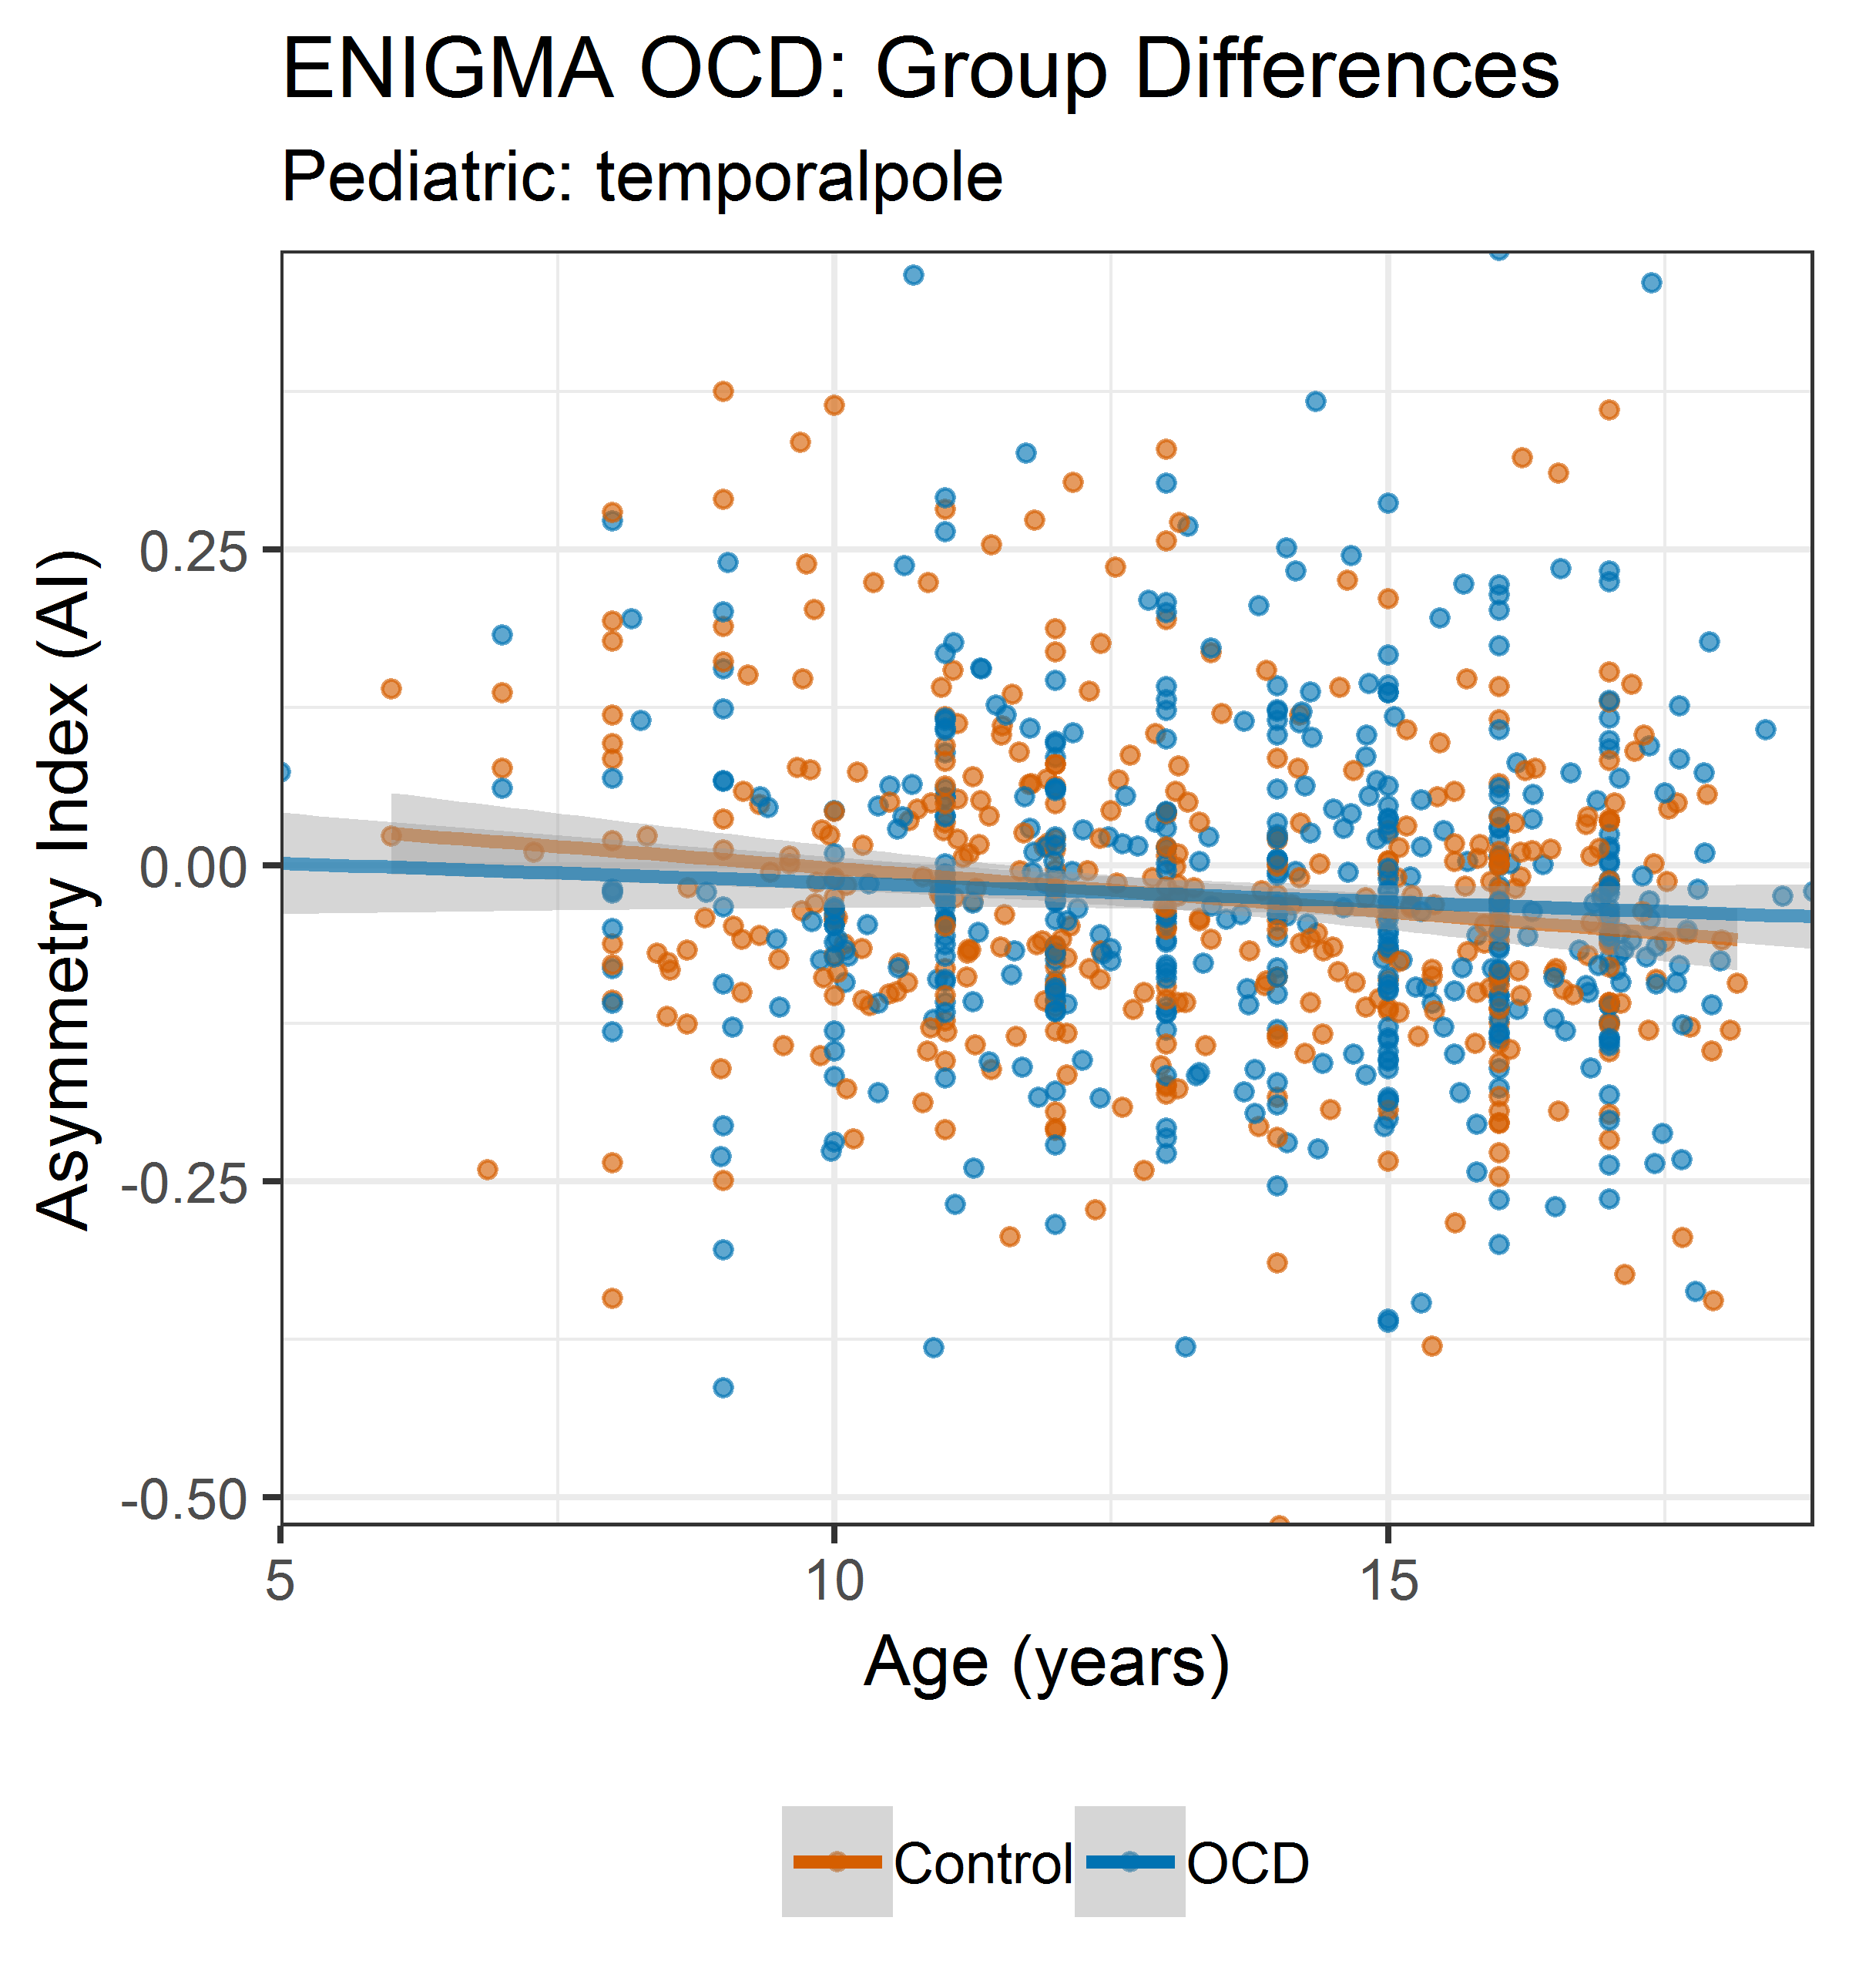 ENIGMA OCD: Group Differences
Pediatric: temporalpole
Asymmetry Index (AI)
0.25
0.00
-0.25
-0.50
5 10 15
Age (years)
Control OCD